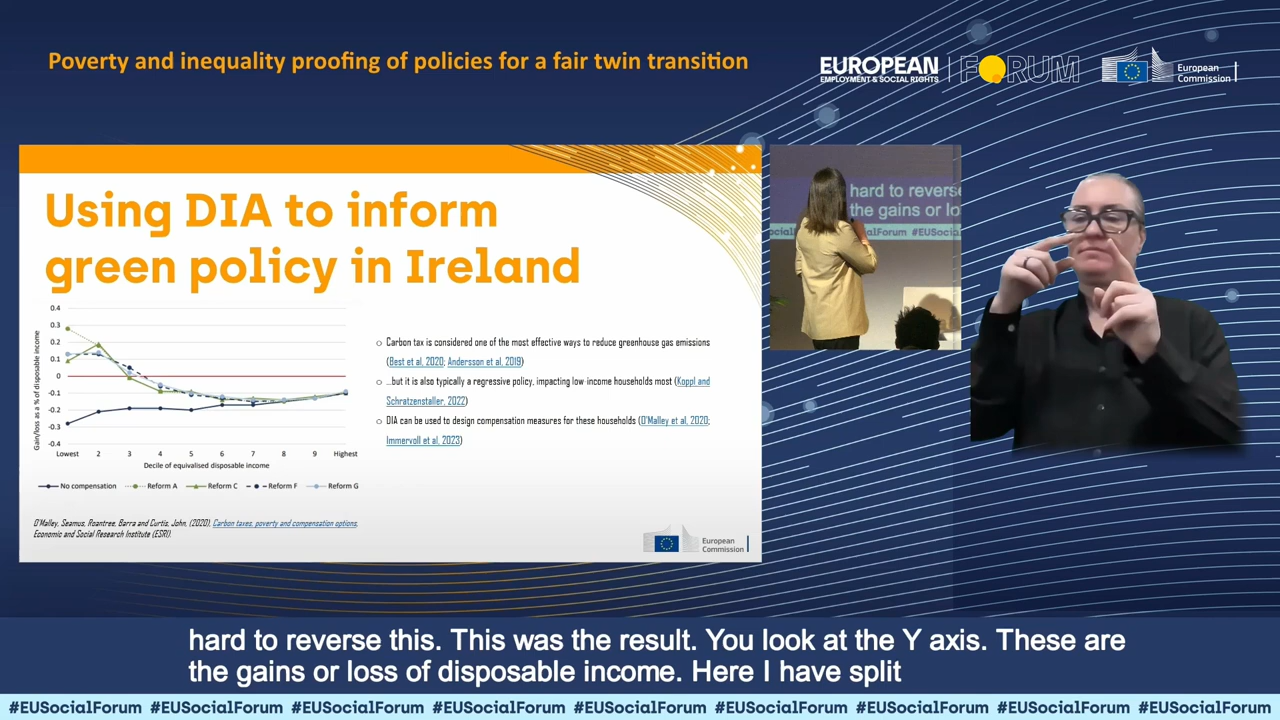 Poverty and inequality proofing of policies for a fair twin transition
EUROPEAN
EMPLOYMENT & SOCIAL RIGHTS
FORUM
European
Commission
Using DIA to inform
green policy in Ireland
0.4
0.3
0.2
0.1
0
-0.1
-0.2
-0.3
-0.4
Gain/loss as a % of disposable income
Lowest 2 3 4 5 6 7 8 9 Highest
Decile of equivalised disposable income
No compensation Reform A Reform C Reform F Reform G
O'Malley, Seamus, Roantree, Barra and Curtis, John, (2020), Carbon taxes, poverty and compensation options,
Economic and Social Research Institute (ESRI).
o Carbon tax is considered one of the most effective ways to reduce greenhouse gas emissions
(Best et al, 2020; Andersson et al, 2019)
o ...but it is also typically a regressive policy, impacting low-income households most (Koppl and
Schratzenstaller, 2022)
o DIA can be used to design compensation measures for these households (O'Malley et al, 2020;
Immervoll et al, 2023)
European
Commission
hard to reverse
the gains or lo
ocialF ocialForum #EUSoci
hard to reverse this. This was the result. You look at the Y axis. These are
the gains or loss of disposable income. Here I have split
#EUSocialForum #EUSocialForum #EUSocialForum #EUSocialForum #EUSocialForum #EUSocialForum #EUSocialForum #EUSocialForum #EUSocialForum